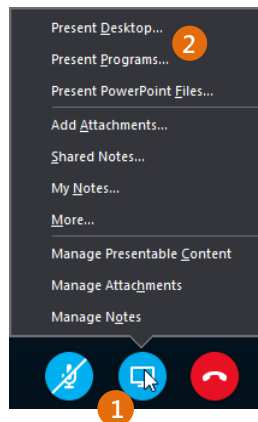 Present Desktop...
2
Present Programs...
Present PowerPoint Files...
Add Attachments...
Shared Notes...
My Notes...
More...
Manage Presentable Content
Manage Attachments
Manage Notes
1